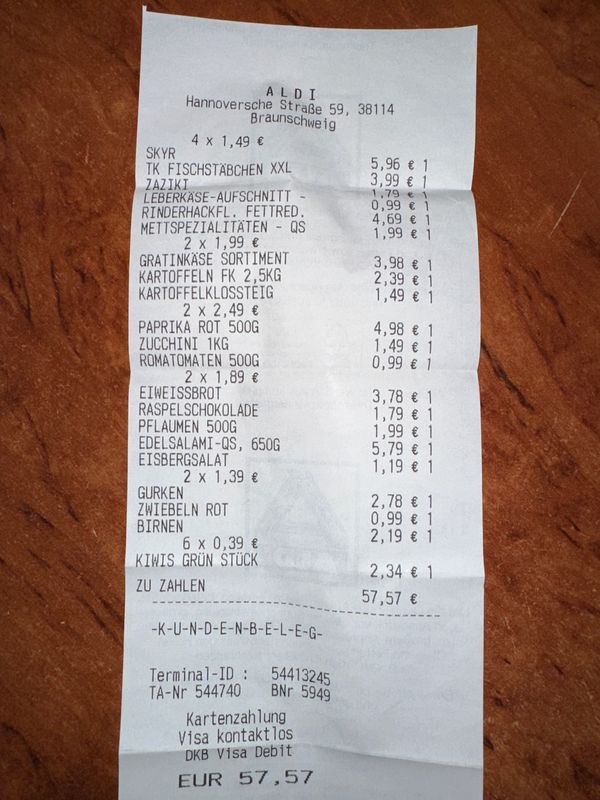 ALDI
Hannoversche Straße 59, 38114
Braunschweig
4 x 1,49 €
SKYR 5,96 € 1
TK FISCHSTÄBCHEN XXL 3,99 € 1
ZAZIKI 1,79 € 1
LEBERKÄSE-AUFSCHNITT - 0,99 € 1
RINDERHACKFL. FETTRED. 4,69 € 1
METTSPEZIALITÄTEN - QS 1,99 € 1
2 x 1,99 €
GRATINKÄSE SORTIMENT 3,98 € 1
KARTOFFELN FK 2,5KG 2,39 € 1
KARTOFFELKLOSSTEIG 1,49 € 1
2 x 2,49 €
PAPRIKA ROT 500G 4,98 € 1
ZUCCHINI 1KG 1,49 € 1
ROMATOMATEN 500G 0,99 € 1
2 x 1,89 €
EIWEISSBROT 3,78 € 1
RASPELSCHOKOLADE 1,79 € 1
PFLAUMEN 500G 1,99 € 1
EDELSALAMI-QS, 650G 5,79 € 1
EISBERGSALAT 1,19 € 1
2 x 1,39 €
GURKEN 2,78 € 1
ZWIEBELN ROT 0,99 € 1
BIRNEN 2,19 € 1
6 x 0,39 €
KIWIS GRÜN STÜCK 2,34 € 1
ZU ZAHLEN 57,57 €
-K-U-N-D-E-N-B-E-L-E-G-
Terminal-ID : 54413245
TA-Nr 544740 BNr 5949
Kartenzahlung
Visa kontaktlos
DKB Visa Debit
EUR 57,57